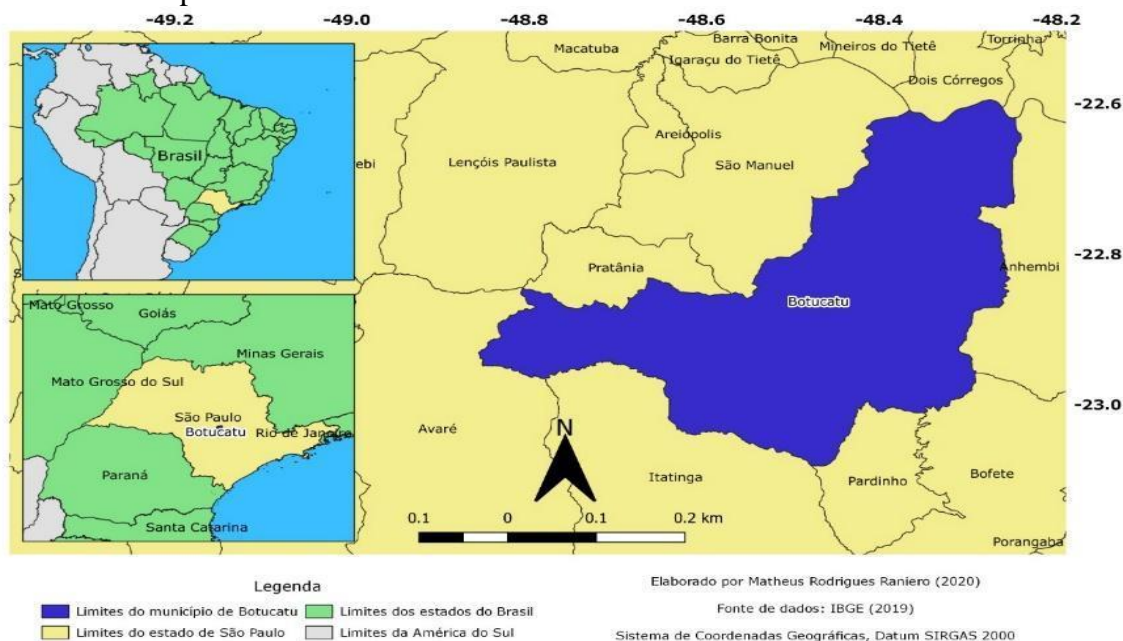 -49.2 -49.0 -48.8 -48.6 -48.4 -48.2
Macatuba
Barra Bonita
Mineiros do Tietê
Torrinha
Igaraçu do Tietê
Dois Córregos
-22.6
Areiópolis
Brasil
ebi
Lençóis Paulista
São Manuel
-22.8
Pratânia
Anhembi
Botucatu
Mato Grosso
Goiás
Minas Gerais
Mato Grosso do Sul
-23.0
São Paulo
Botucatu
Rio de Janeiro
Avaré
N
Paraná
Itatinga
Pardinho
Bofete
Santa Catarina
0.1 0 0.1 0.2 km
Porangaba
Legenda
Limites do município de Botucatu
Limites dos estados do Brasil
Limites do estado de São Paulo
Limites da América do Sul
Elaborado por Matheus Rodrigues Raniero (2020)
Fonte de dados: IBGE (2019)
Sistema de Coordenadas Geográficas, Datum SIRGAS 2000